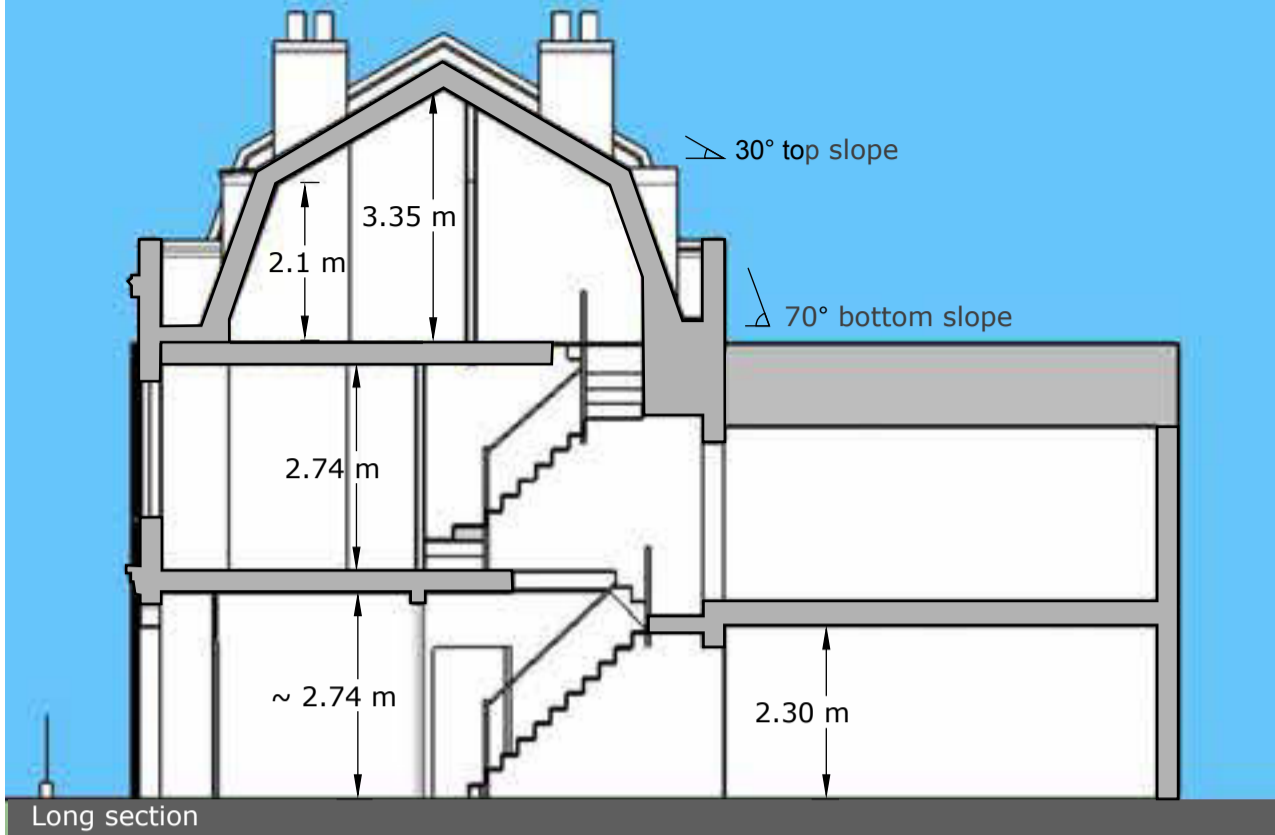 30° top slope
3.35 m
2.1 m
70° bottom slope
2.74 m
~ 2.74 m
2.30 m
Long section